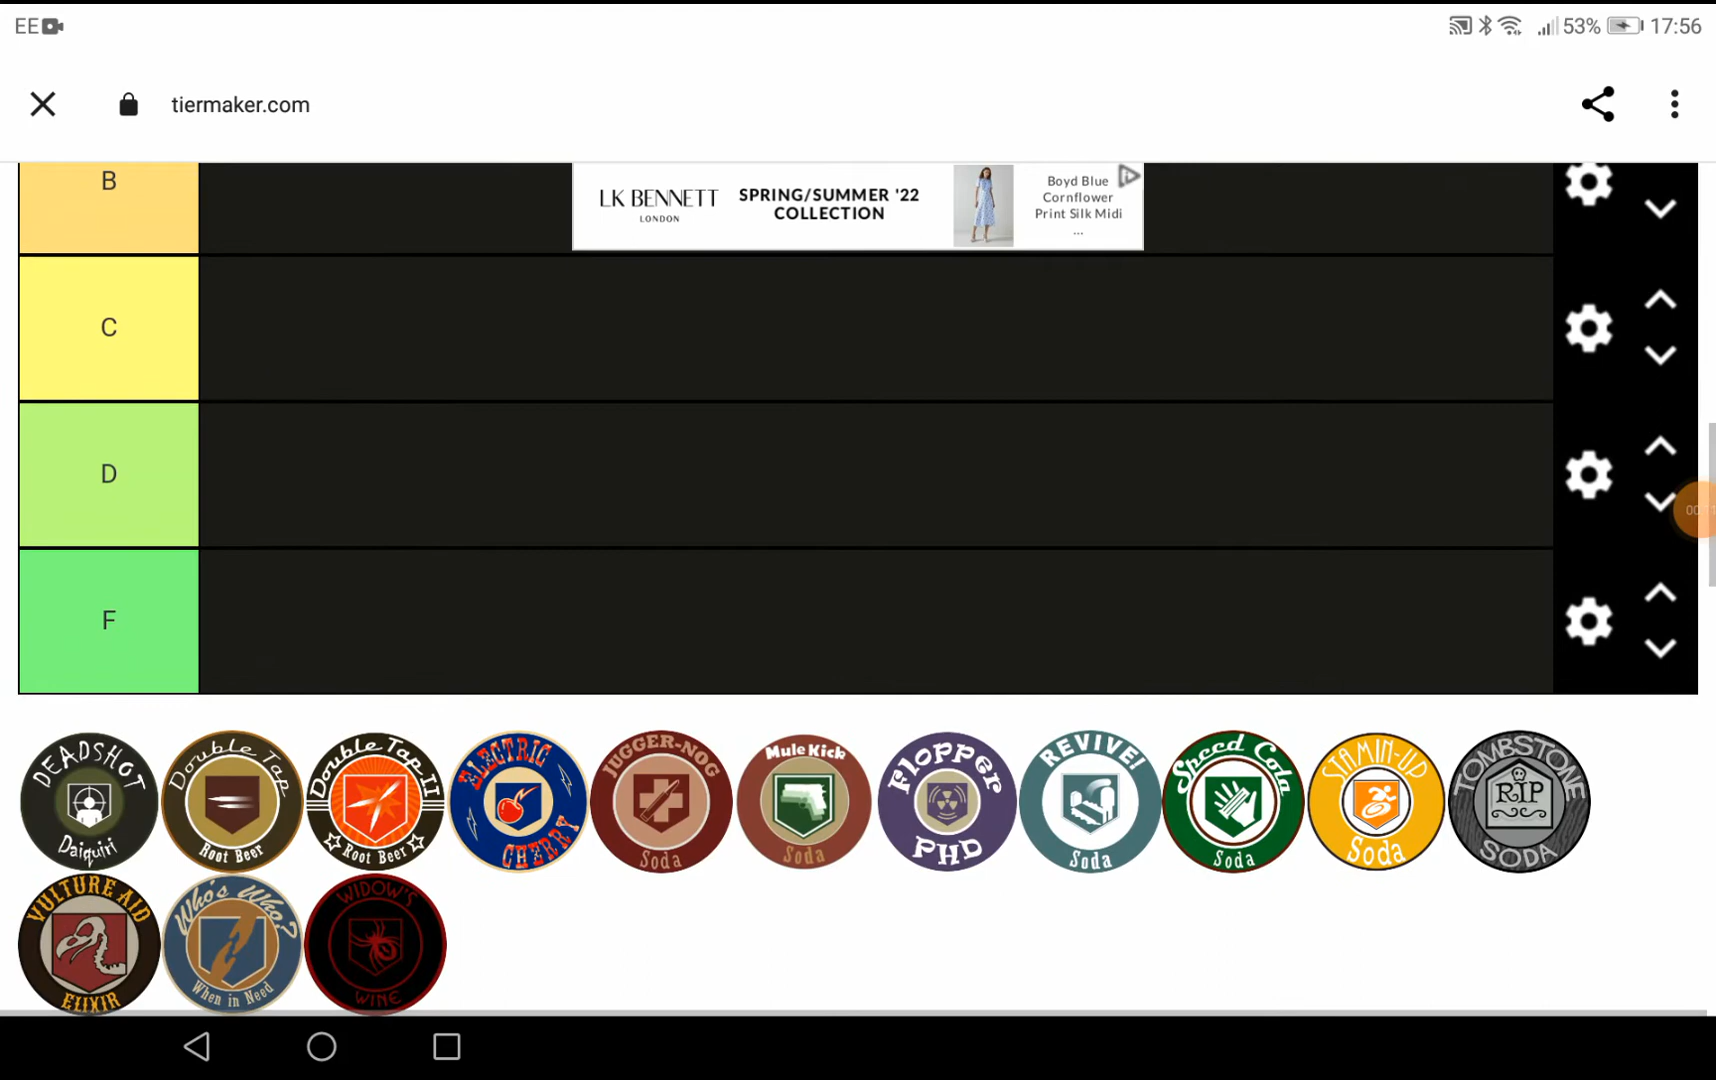 EE
53% 17:56
tiermaker.com
B
LK BENNETT
LONDON
SPRING/SUMMER '22
COLLECTION
Boyd Blue
Cornflower
Print Silk Midi
...
C
D
F
DEADSHOT
Daiquiri
Double Tap
Root Beer
Double Tap II
Root Beer
ELECTRIC
CHERRY
JUGGER-NOG
Soda
Mule Kick
Soda
Flopper
PHD
REVIVE!
Soda
Speed Cola
Soda
STAMIN-UP
Soda
TOMBSTONE
RIP
SODA
VULTURE AID
ELIXIR
Who's Who?
When in Need
WIDOW'S
WINE